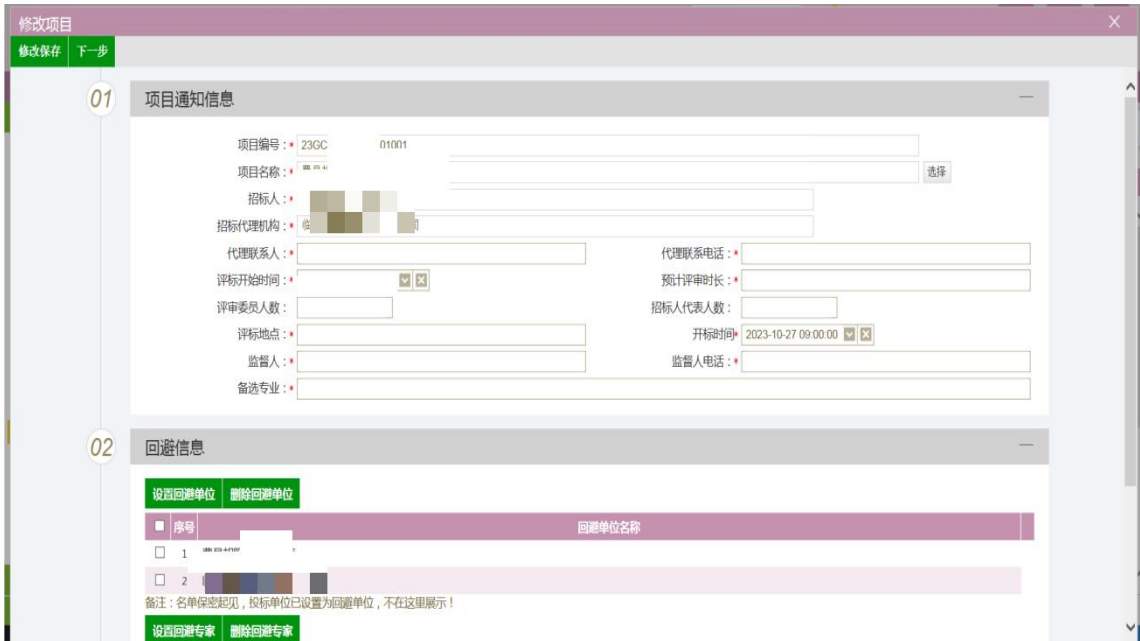 修改项目
修改保存 下一步
01 项目通知信息
项目编号：* 23GC 01001
项目名称：* 选择
招标人：*
招标代理机构：*
代理联系人：* 代理联系电话：*
评标开始时间：* 预计评审时长：*
评审委员人数： 招标人代表人数：
评标地点：* 开标时间* 2023-10-27 09:00:00
监督人：* 监督人电话：*
备选专业：*
02 回避信息
设置回避单位 删除回避单位
序号 回避单位名称
1
2
备注：名单保密起见，投标单位已设置为回避单位，不在这里展示！
设置回避专家 删除回避专家